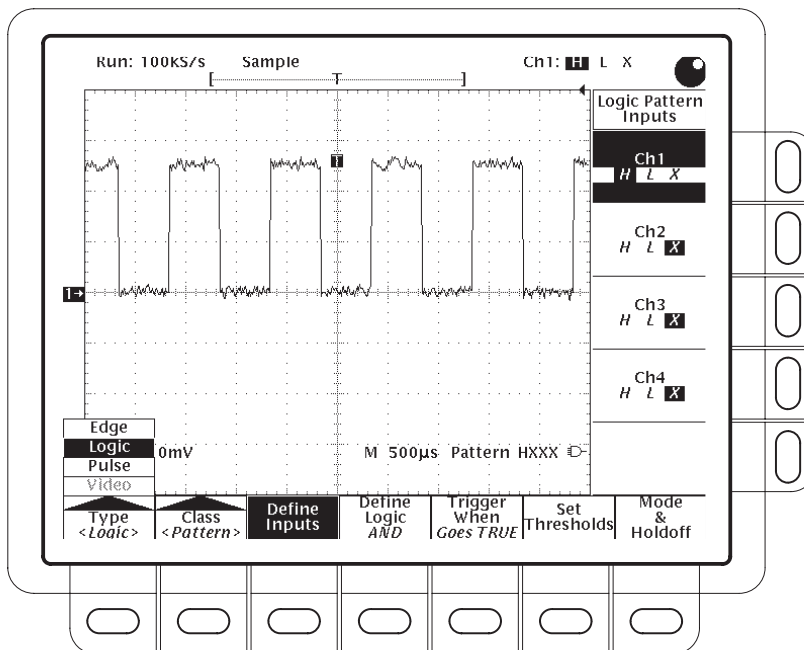 Run: 100kS/s Sample Ch1: H L X
[ T ]
Logic Pattern
Inputs
Ch1
H L X
T
Ch2
H L X
1→
Ch3
H L X
Ch4
H L X
Edge
Logic
0mV M 500µs Pattern HXXX
Pulse
Video
Type
<Logic>
Class
<Pattern>
Define
Inputs
Define
Logic
AND
Trigger
When
Goes TRUE
Set
Thresholds
Mode
&
Holdoff